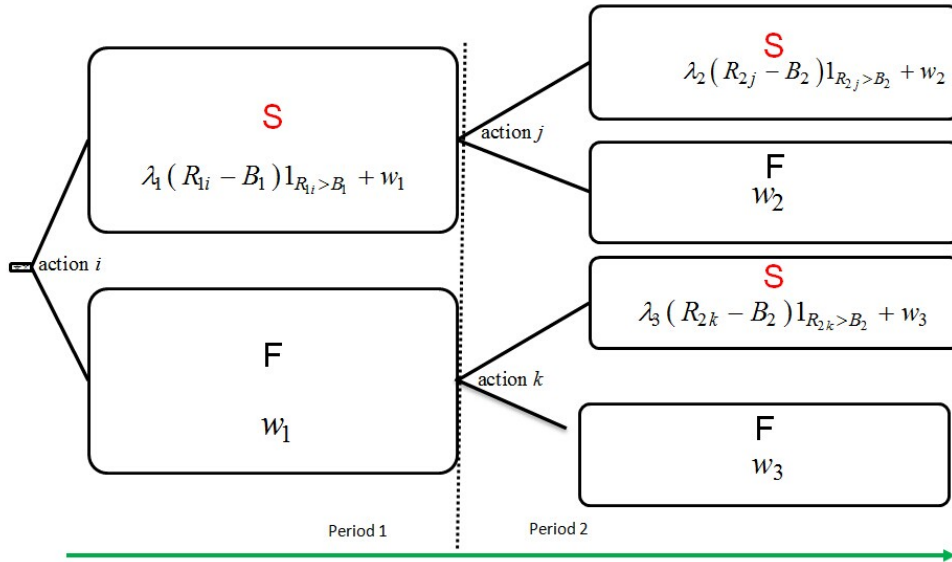 S
λ₁(R₁ᵢ − B₁)1_{R₁ᵢ>B₁} + w₁
action i
F
w₁
action j
S
λ₂(R₂ⱼ − B₂)1_{R₂ⱼ>B₂} + w₂
F
w₂
action k
S
λ₃(R₂ₖ − B₂)1_{R₂ₖ>B₂} + w₃
F
w₃
Period 1
Period 2